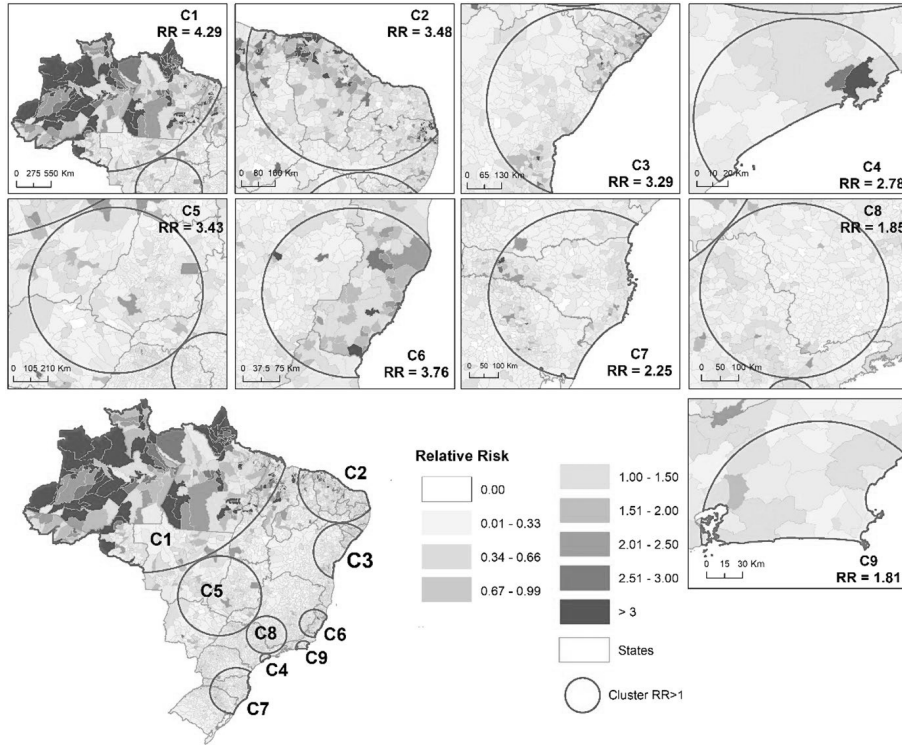 C1
RR = 4.29
0 275 550 Km
C2
RR = 3.48
0 80 160 Km
C3
RR = 3.29
0 65 130 Km
C4
RR = 2.78
0 10 20 Km
C5
RR = 3.43
0 105 210 Km
C6
RR = 3.76
0 37.5 75 Km
C7
RR = 2.25
0 50 100 Km
C8
RR = 1.85
0 50 100 Km
C1
C2
C3
C5
C8
C6
C4
C9
C7
Relative Risk
0.00
0.01 - 0.33
0.34 - 0.66
0.67 - 0.99
1.00 - 1.50
1.51 - 2.00
2.01 - 2.50
2.51 - 3.00
> 3
States
Cluster RR>1
C9
RR = 1.81
0 15 30 Km